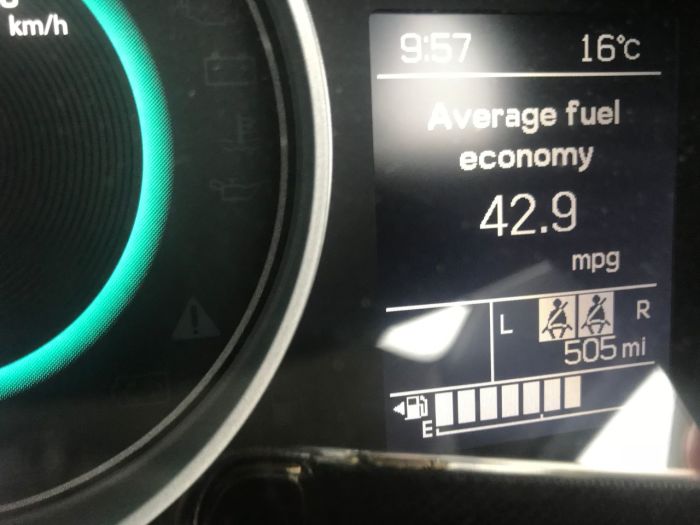 km/h
9:57 16°C
Average fuel
economy
42.9
mpg
L R
505 mi
E